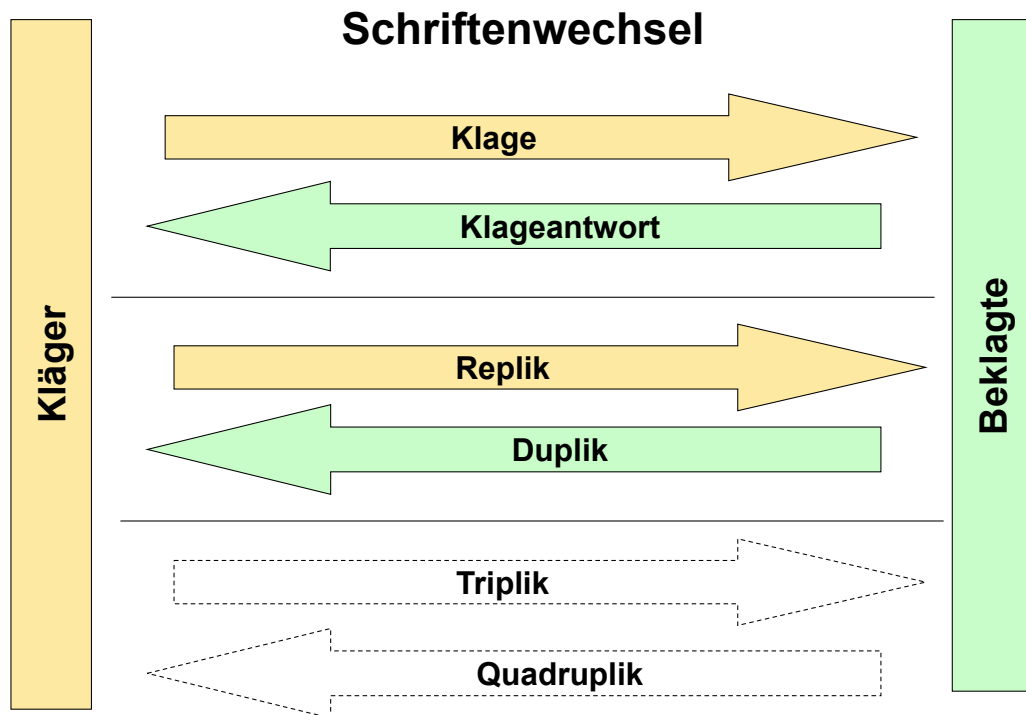 Schriftenwechsel
Kläger
Klage
Klageantwort
Replik
Duplik
Triplik
Quadruplik
Beklagte